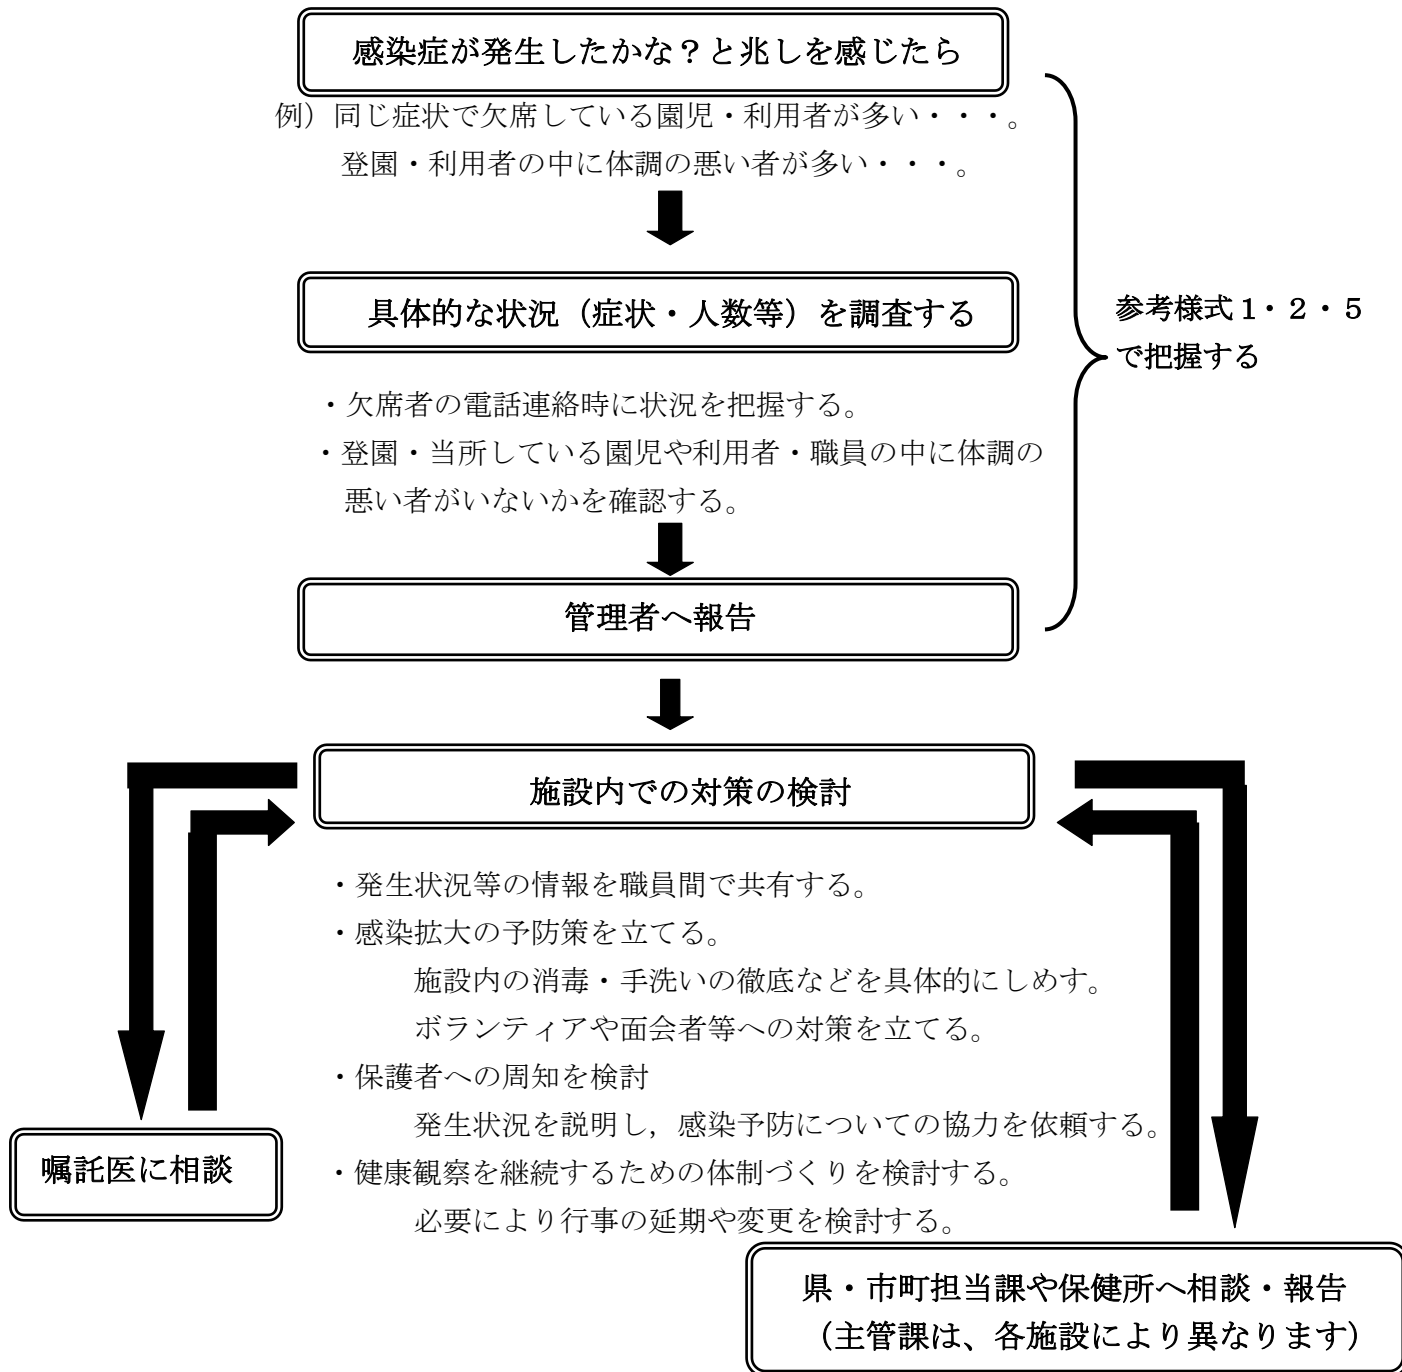 感染症が発生したかな？と兆しを感じたら
例）同じ症状で欠席している園児・利用者が多い・・・。
登園・利用者の中に体調の悪い者が多い・・・。
具体的な状況（症状・人数等）を調査する
参考様式１・２・５
で把握する
・欠席者の電話連絡時に状況を把握する。
・登園・当所している園児や利用者・職員の中に体調の
悪い者がいないかを確認する。
管理者へ報告
施設内での対策の検討
・発生状況等の情報を職員間で共有する。
・感染拡大の予防策を立てる。
施設内の消毒・手洗いの徹底などを具体的にしめす。
ボランティアや面会者等への対策を立てる。
・保護者への周知を検討
発生状況を説明し，感染予防についての協力を依頼する。
・健康観察を継続するための体制づくりを検討する。
必要により行事の延期や変更を検討する。
嘱託医に相談
県・市町担当課や保健所へ相談・報告
（主管課は、各施設により異なります）